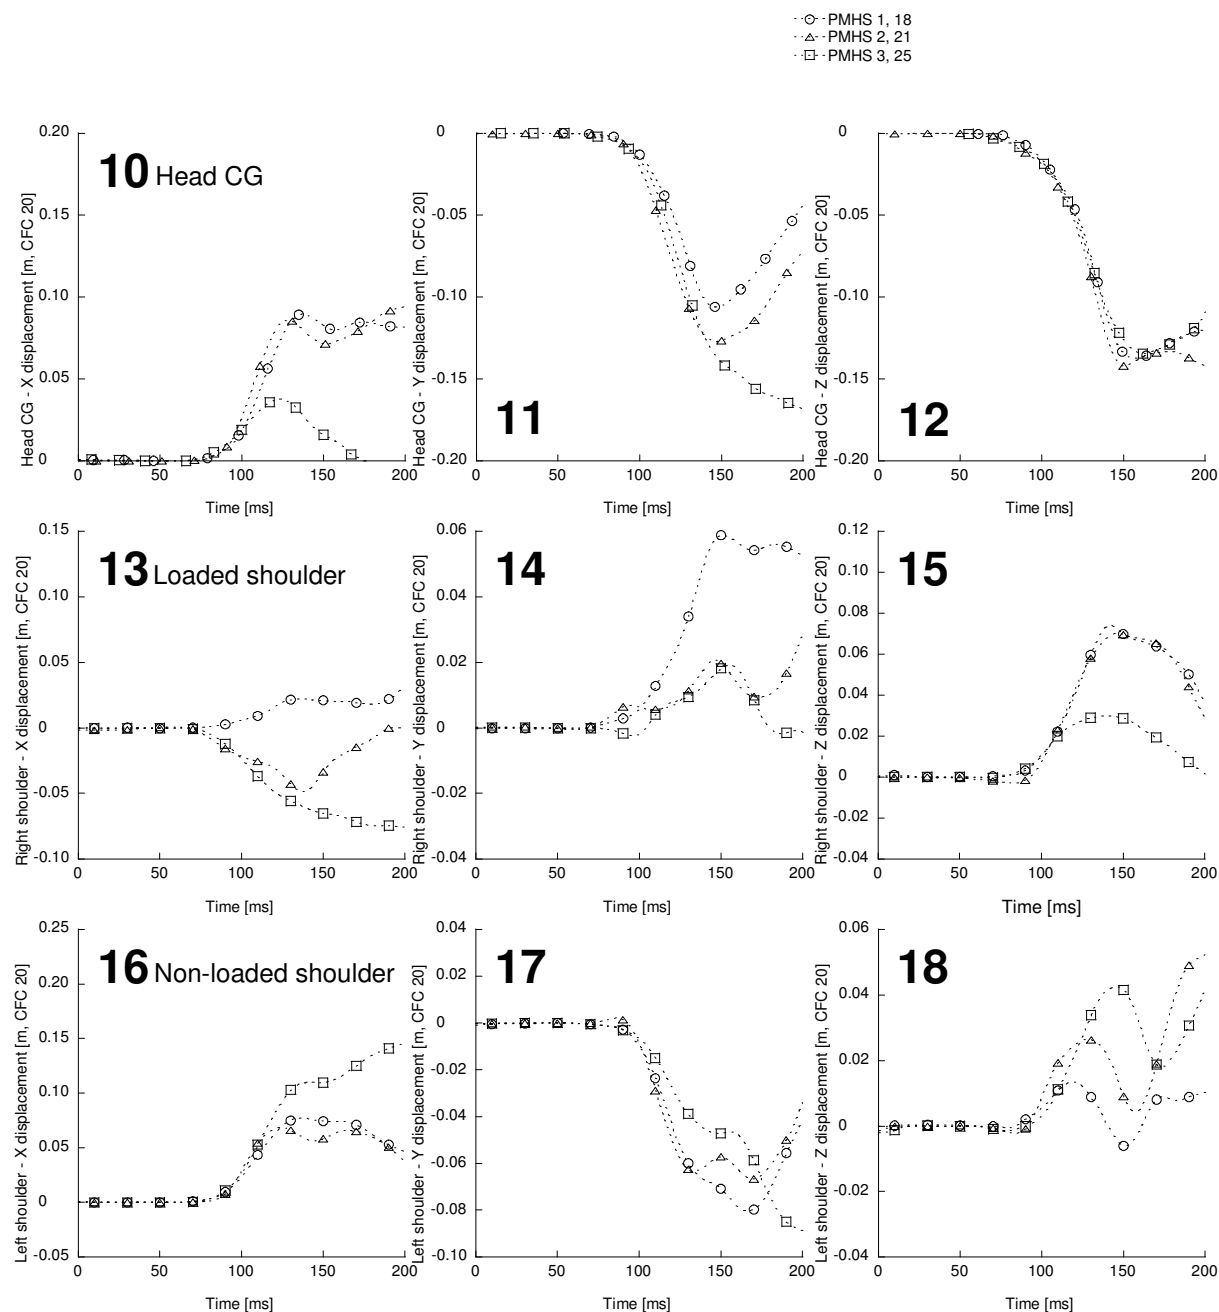 PMHS 1, 18
PMHS 2, 21
PMHS 3, 25
10 Head CG
Head CG - X displacement [m, CFC 20]
0.20
0.15
0.10
0.05
0
0 50 100 150 200
Time [ms]
11
Head CG - Y displacement [m, CFC 20]
0
-0.05
-0.10
-0.15
-0.20
0 50 100 150 200
Time [ms]
12
Head CG - Z displacement [m, CFC 20]
0
-0.05
-0.10
-0.15
-0.20
0 50 100 150 200
Time [ms]
13 Loaded shoulder
Right shoulder - X displacement [m, CFC 20]
0.15
0.10
0.05
0
-0.05
-0.10
0 50 100 150 200
Time [ms]
14
Right shoulder - Y displacement [m, CFC 20]
0.06
0.04
0.02
0
-0.02
-0.04
0 50 100 150 200
Time [ms]
15
Right shoulder - Z displacement [m, CFC 20]
0.12
0.10
0.08
0.06
0.04
0.02
0
-0.02
-0.04
0 50 100 150 200
Time [ms]
16 Non-loaded shoulder
Left shoulder - X displacement [m, CFC 20]
0.25
0.20
0.15
0.10
0.05
0
-0.05
0 50 100 150 200
Time [ms]
17
Left shoulder - Y displacement [m, CFC 20]
0.04
0.02
0
-0.02
-0.04
-0.06
-0.08
-0.10
0 50 100 150 200
Time [ms]
18
Left shoulder - Z displacement [m, CFC 20]
0.06
0.04
0.02
0
-0.02
-0.04
0 50 100 150 200
Time [ms]